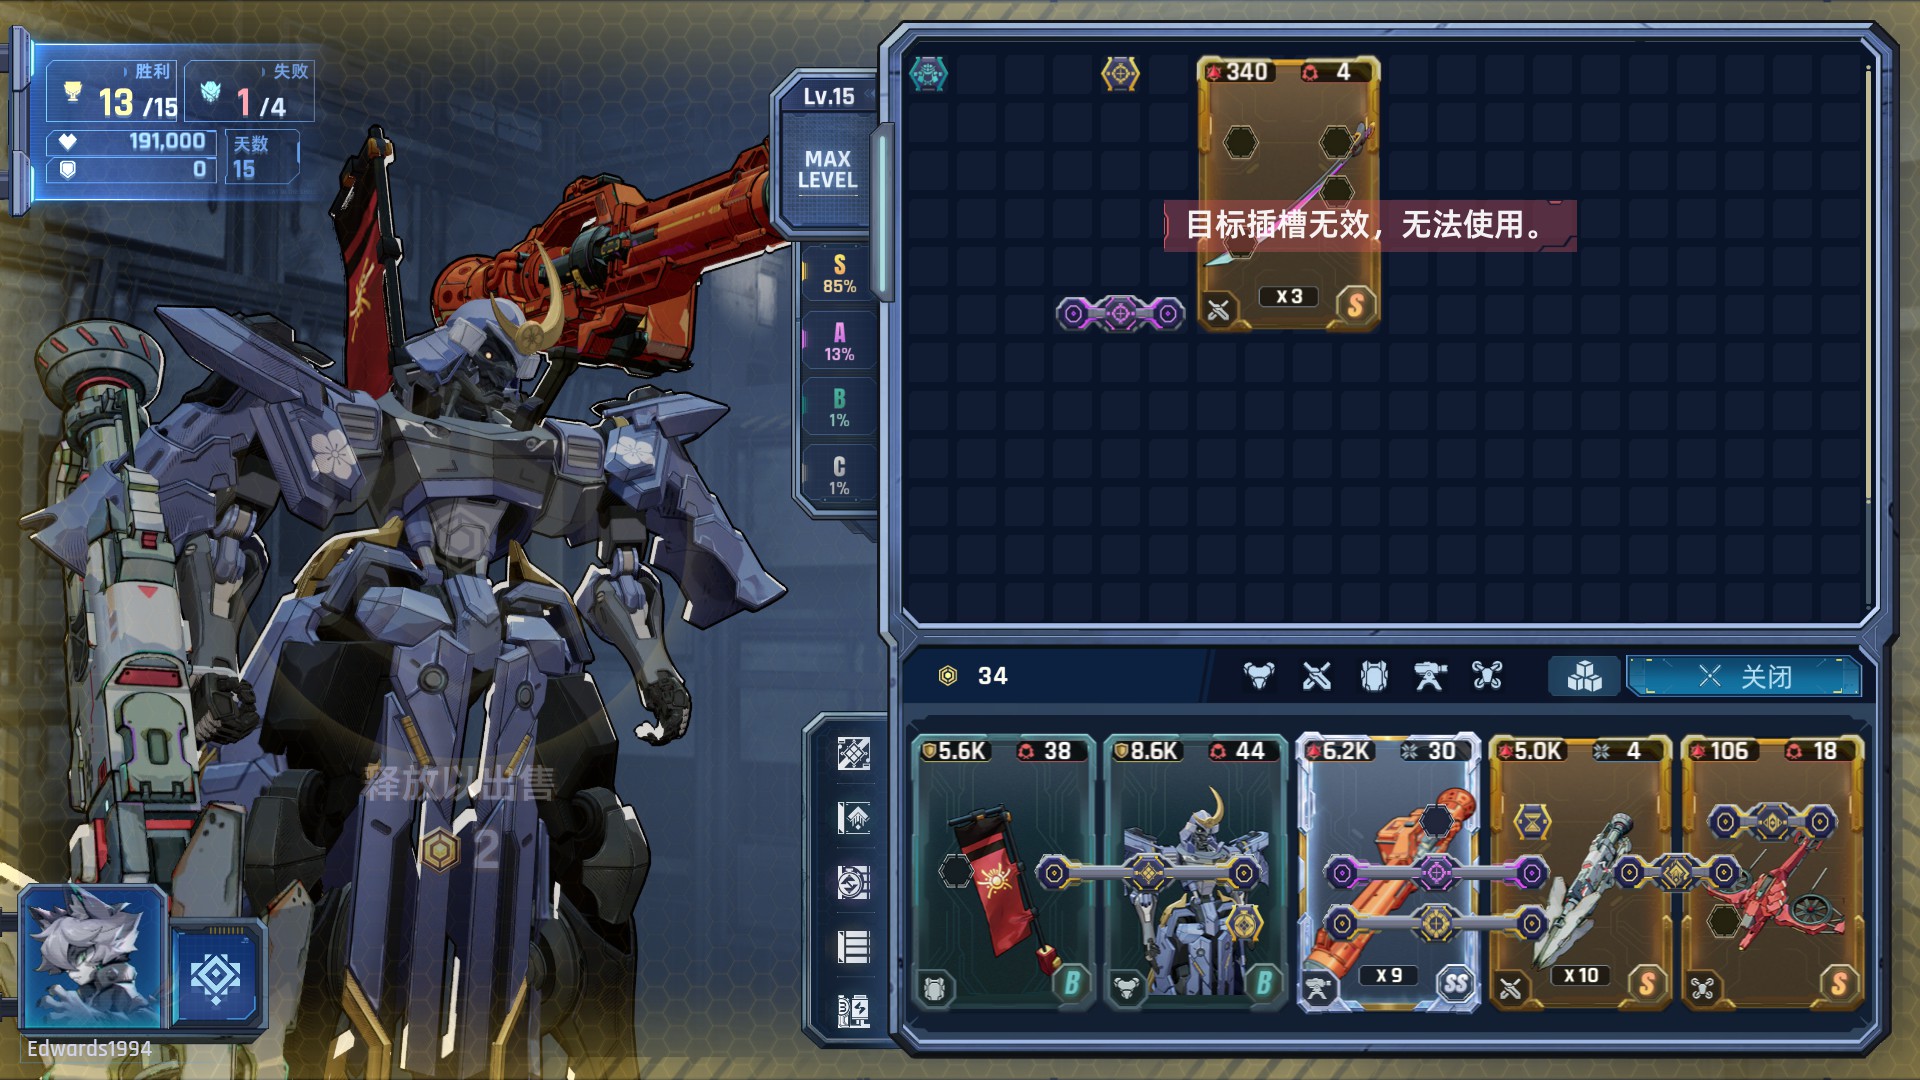 胜利
13 /15
失败
1 /4
191,000
0
天数
15
Lv.15
MAX
LEVEL
S
85%
A
13%
B
1%
C
1%
340
4
目标插槽无效，无法使用。
x 3
S
34
关闭
释放以出售
2
5.6K
38
B
8.6K
44
B
6.2K
30
x 9
SS
5.0K
4
x 10
S
106
18
S
Edwards1994